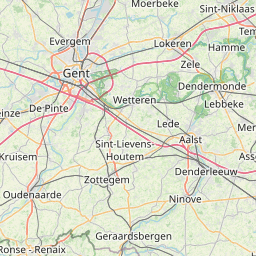 Moerbeke
Sint-Niklaas
Evergem
Lokeren
Hamme
Zele
Gent
Dendermonde
Wetteren
Lebbeke
De Pinte
Lede
Aalst
Sint-Lievens-
Houtem
Kruisem
Denderleeuw
Zottegem
Oudenaarde
Ninove
Geraardsbergen
Ronse - Renaix